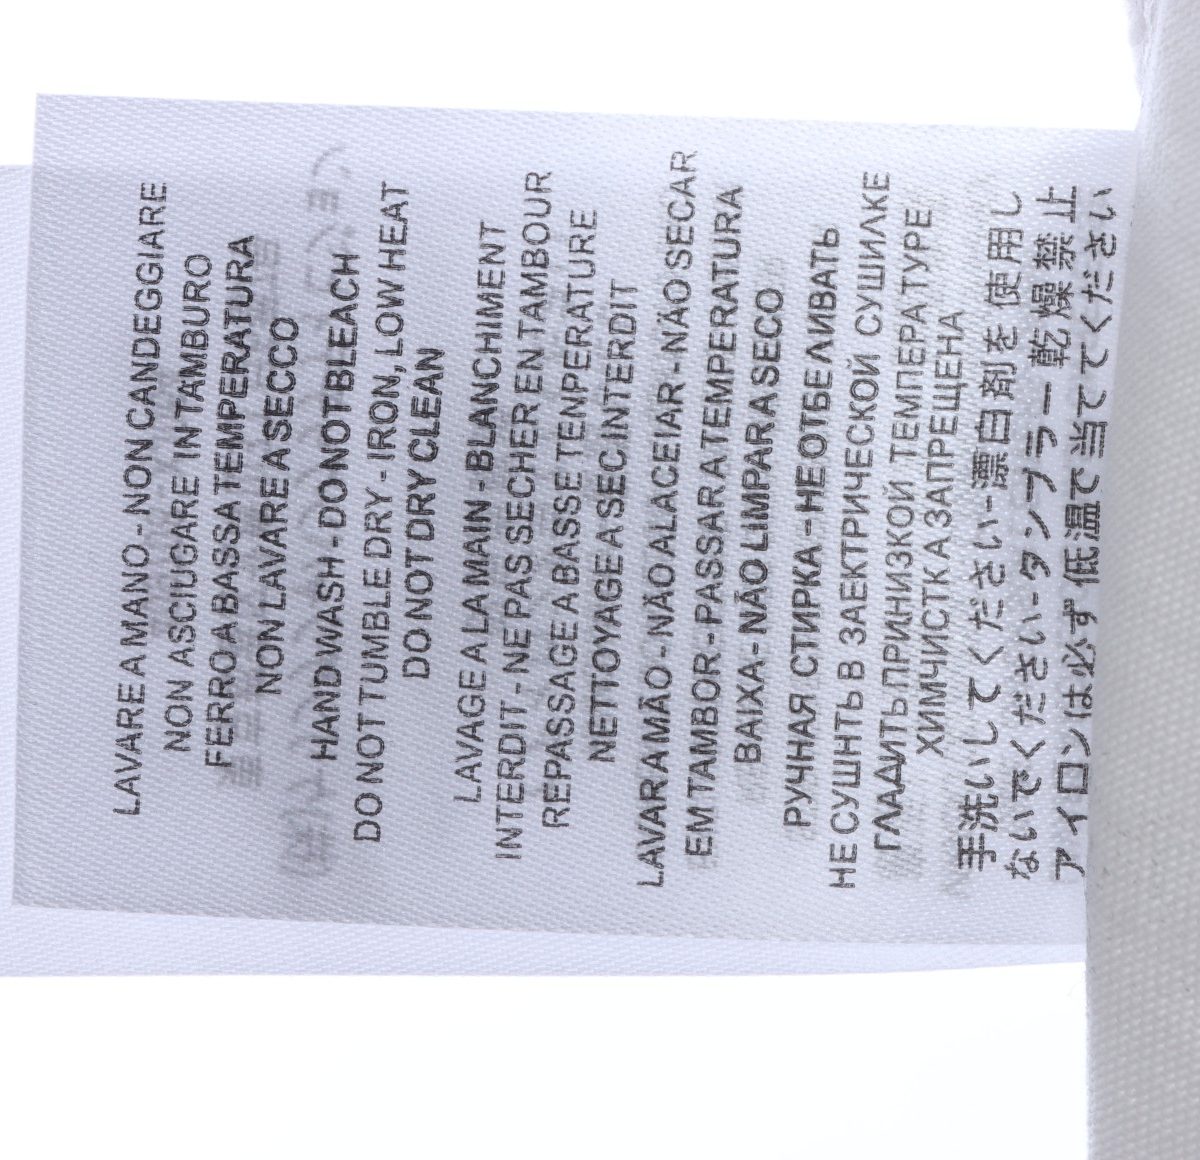 LAVARE A MANO - NON CANDEGGIARE
NON ASCIUGARE IN TAMBURO
FERRO A BASSA TEMPERATURA
NON LAVARE A SECCO
HAND WASH - DO NOT BLEACH
DO NOT TUMBLE DRY - IRON, LOW HEAT
DO NOT DRY CLEAN
LAVAGE A LA MAIN - BLANCHIMENT
INTERDIT - NE PAS SECHER EN TAMBOUR
REPASSAGE A BASSE TENPERATURE
NETTOYAGE A SEC INTERDIT
LAVAR A MÃO - NÃO ALACEIAR - NÃO SECAR
EM TAMBOR - PASSAR A TEMPERATURA
BAIXA - NÃO LIMPAR A SECO
РУЧНАЯ СТИРКА - НЕ ОТБЕЛИВАТЬ
НЕ СУШНТЬ В ЗАЕКТРИЧЕСКОЙ СУШИЛКЕ
ГЛАДИТЬ ПРИ НИЗКОЙ ТЕМПЕРАТУРЕ
ХИМЧИСТКА ЗАПРЕЩЕНА
手洗いしてください-漂白剤を使用し
ないでください-タンブラー乾燥禁止
アイロンは必ず低温で当ててください